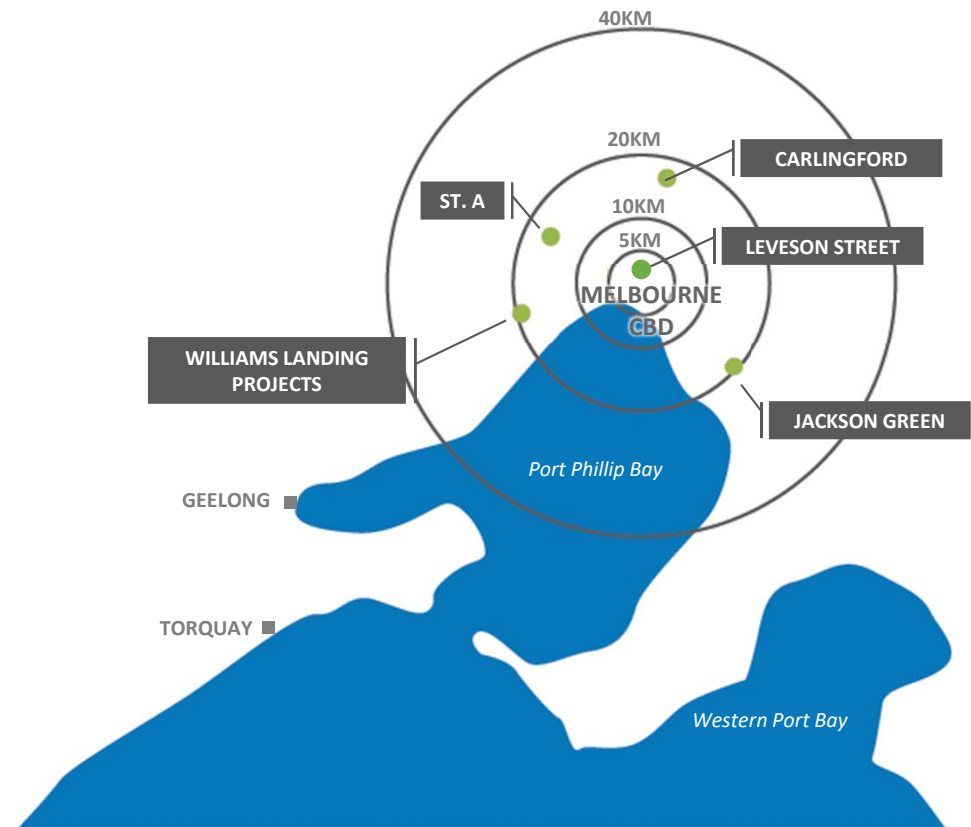 40KM
20KM
CARLINGFORD
ST. A
10KM
5KM
LEVESON STREET
MELBOURNE
CBD
WILLIAMS LANDING
PROJECTS
JACKSON GREEN
Port Phillip Bay
GEELONG
TORQUAY
Western Port Bay